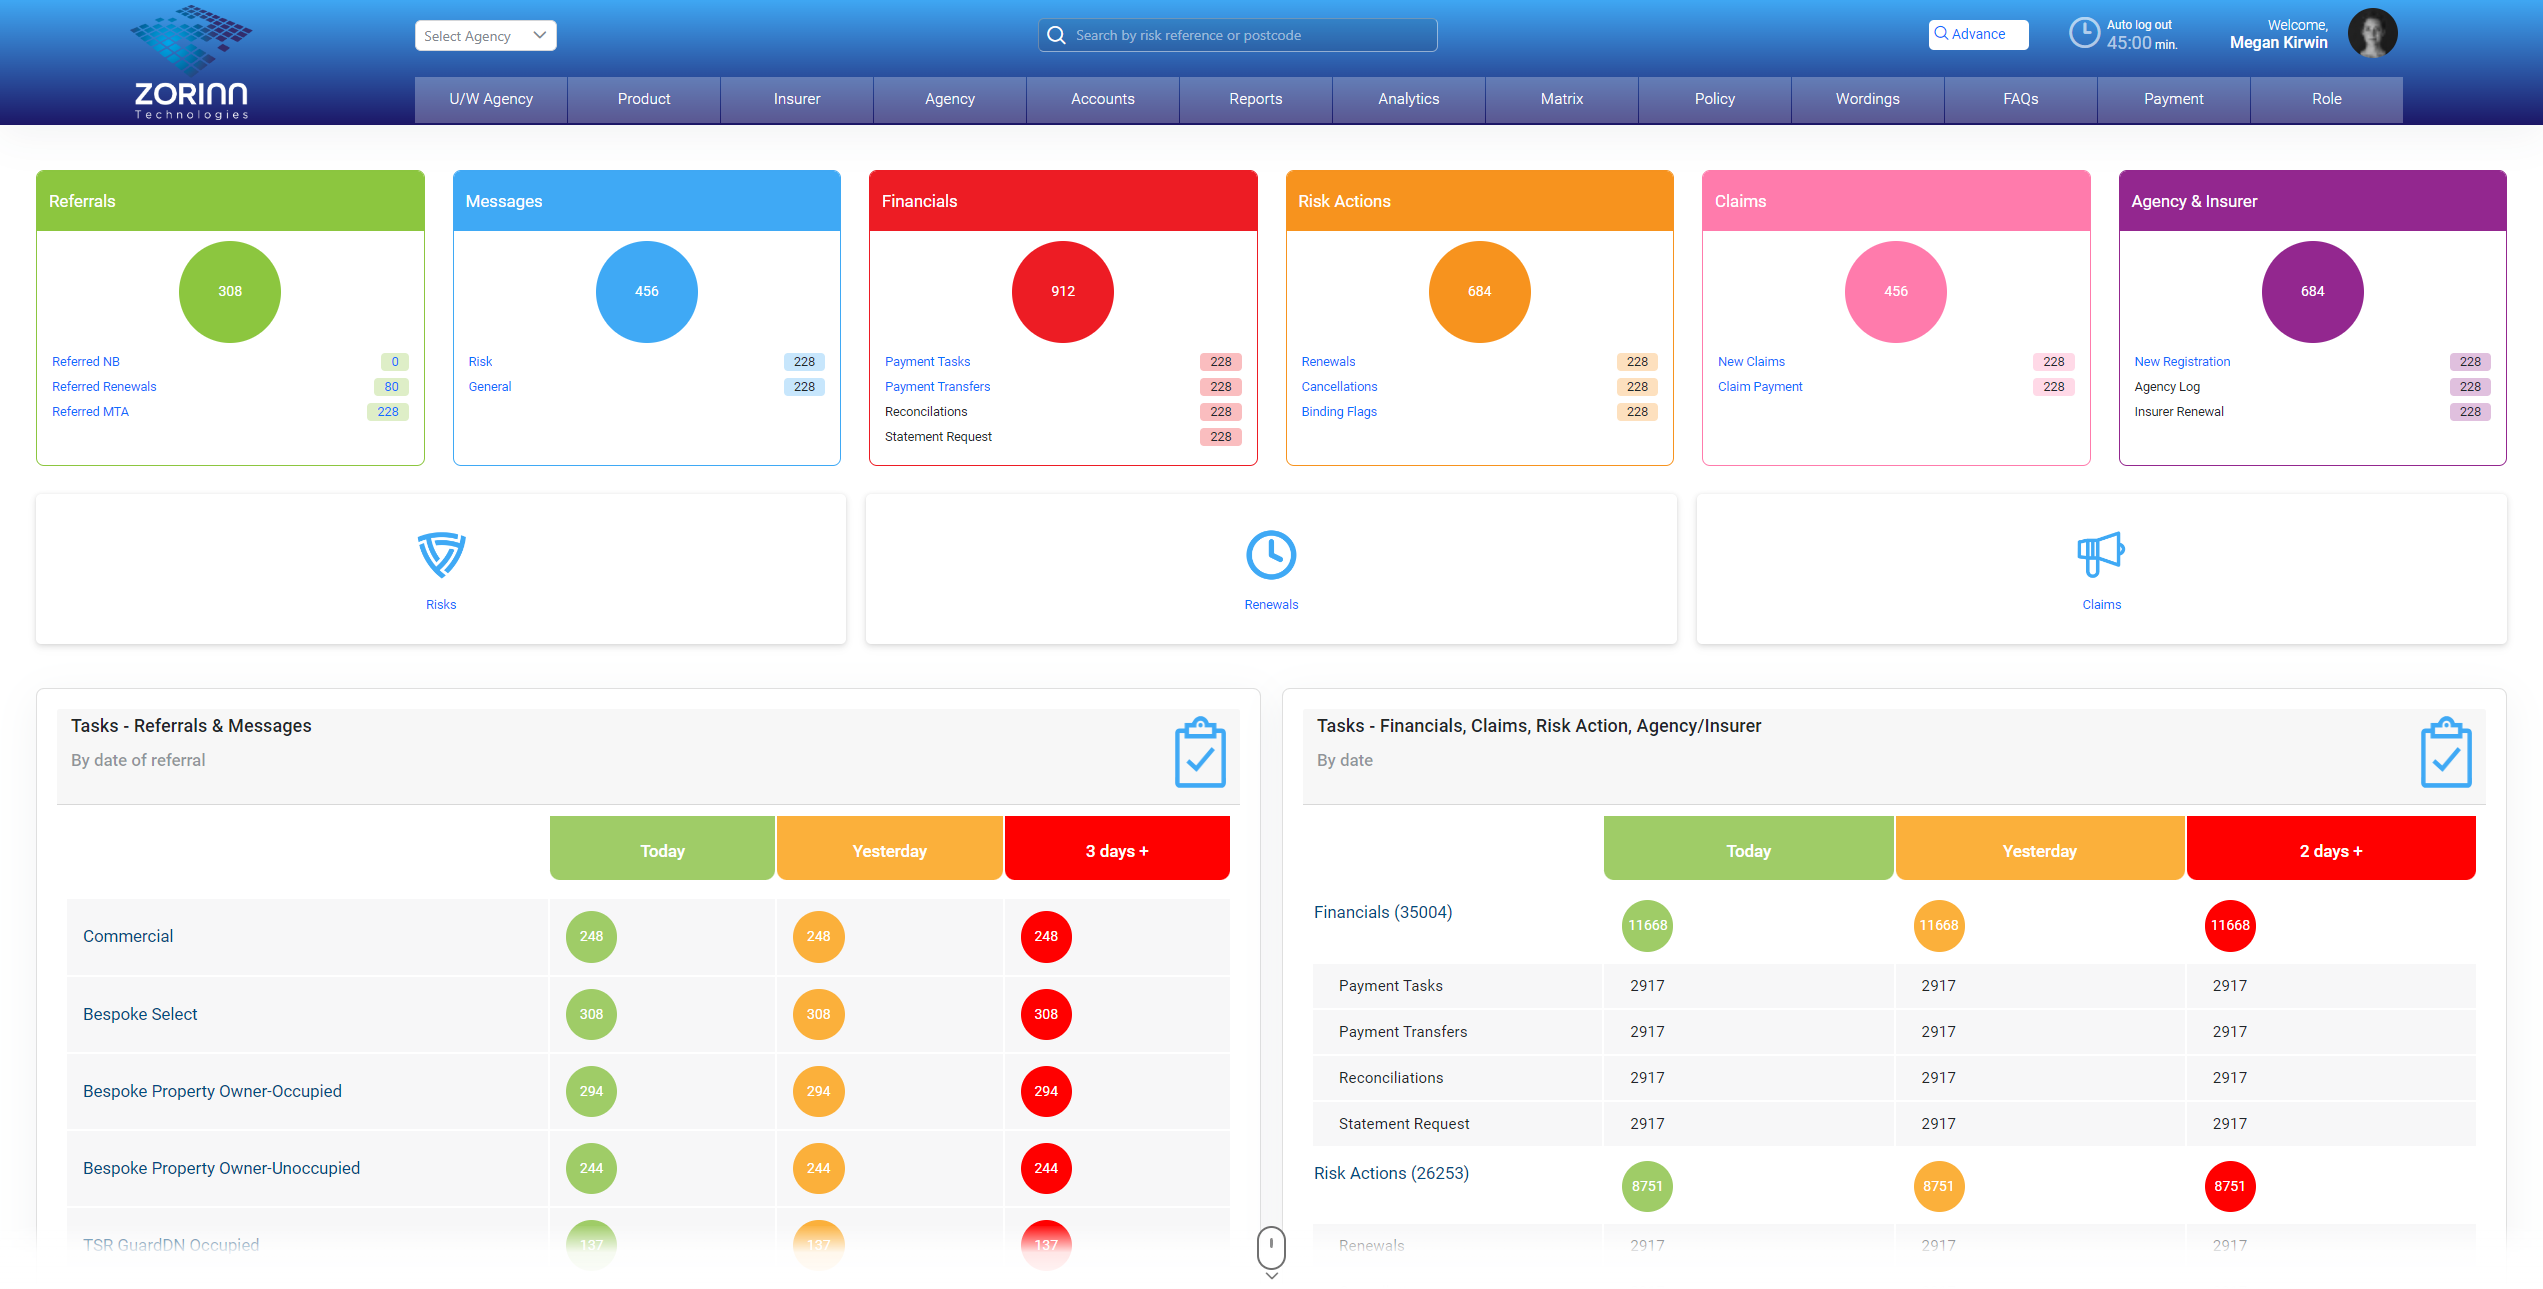 ZORINN
Technologies
Select Agency
Search by risk reference or postcode
Advance
Auto log out
45:00 min.
Welcome,
Megan Kirwin
U/W Agency
Product
Insurer
Agency
Accounts
Reports
Analytics
Matrix
Policy
Wordings
FAQs
Payment
Role
Referrals
308
Referred NB 0
Referred Renewals 80
Referred MTA 228
Messages
456
Risk 228
General 228
Financials
912
Payment Tasks 228
Payment Transfers 228
Reconcilations 228
Statement Request 228
Risk Actions
684
Renewals 228
Cancellations 228
Binding Flags 228
Claims
456
New Claims 228
Claim Payment 228
Agency & Insurer
684
New Registration 228
Agency Log 228
Insurer Renewal 228
Risks
Renewals
Claims
Tasks - Referrals & Messages
By date of referral
Today Yesterday 3 days +
Commercial 248 248 248
Bespoke Select 308 308 308
Bespoke Property Owner-Occupied 294 294 294
Bespoke Property Owner-Unoccupied 244 244 244
TSR GuardDN Occupied 137 137 137
Tasks - Financials, Claims, Risk Action, Agency/Insurer
By date
Today Yesterday 2 days +
Financials (35004) 11668 11668 11668
Payment Tasks 2917 2917 2917
Payment Transfers 2917 2917 2917
Reconciliations 2917 2917 2917
Statement Request 2917 2917 2917
Risk Actions (26253) 8751 8751 8751
Renewals 2917 2917 2917